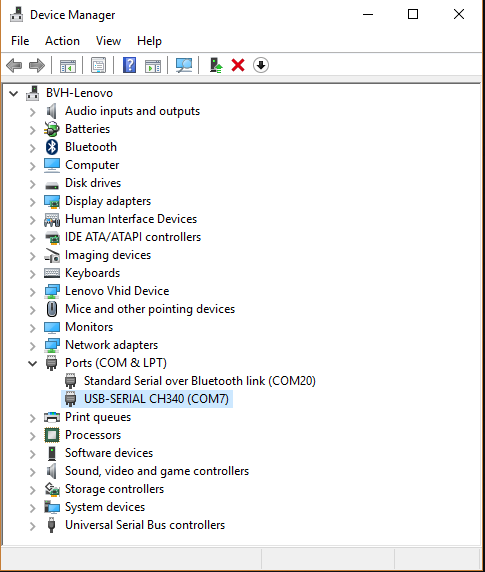 Device Manager
File Action View Help
BVH-Lenovo
Audio inputs and outputs
Batteries
Bluetooth
Computer
Disk drives
Display adapters
Human Interface Devices
IDE ATA/ATAPI controllers
Imaging devices
Keyboards
Lenovo Vhid Device
Mice and other pointing devices
Monitors
Network adapters
Ports (COM & LPT)
Standard Serial over Bluetooth link (COM20)
USB-SERIAL CH340 (COM7)
Print queues
Processors
Software devices
Sound, video and game controllers
Storage controllers
System devices
Universal Serial Bus controllers